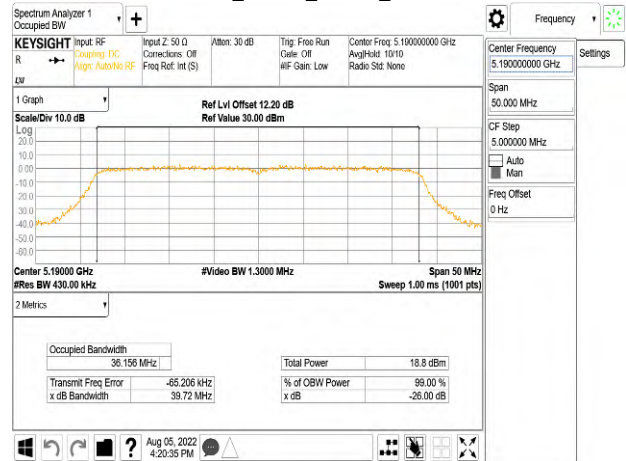 Spectrum Analyzer 1
Occupied BW
Frequency
KEYSIGHT
R
Input: RF
Coupling: DC
Align: Auto/No RF
Input Z: 50 Ω
Corrections: Off
Freq Ref: Int (S)
Atten: 30 dB
Trig: Free Run
Gate: Off
#IF Gain: Low
Center Freq: 5.190000000 GHz
Avg|Hold: 10/10
Radio Std: None
Center Frequency
5.190000000 GHz
Settings
Span
50.000 MHz
CF Step
5.000000 MHz
Auto
Man
Freq Offset
0 Hz
1 Graph
Scale/Div 10.0 dB
Ref Lvl Offset 12.20 dB
Ref Value 30.00 dBm
Log
20.0
10.0
0.00
-10.0
-20.0
-30.0
-40.0
-50.0
-60.0
Center 5.19000 GHz
#Video BW 1.3000 MHz
Span 50 MHz
#Res BW 430.00 kHz
Sweep 1.00 ms (1001 pts)
2 Metrics
Occupied Bandwidth
36.156 MHz
Total Power 18.8 dBm
Transmit Freq Error -65.206 kHz
% of OBW Power 99.00 %
x dB Bandwidth 39.72 MHz
x dB -26.00 dB
?
Aug 05, 2022
4:20:35 PM